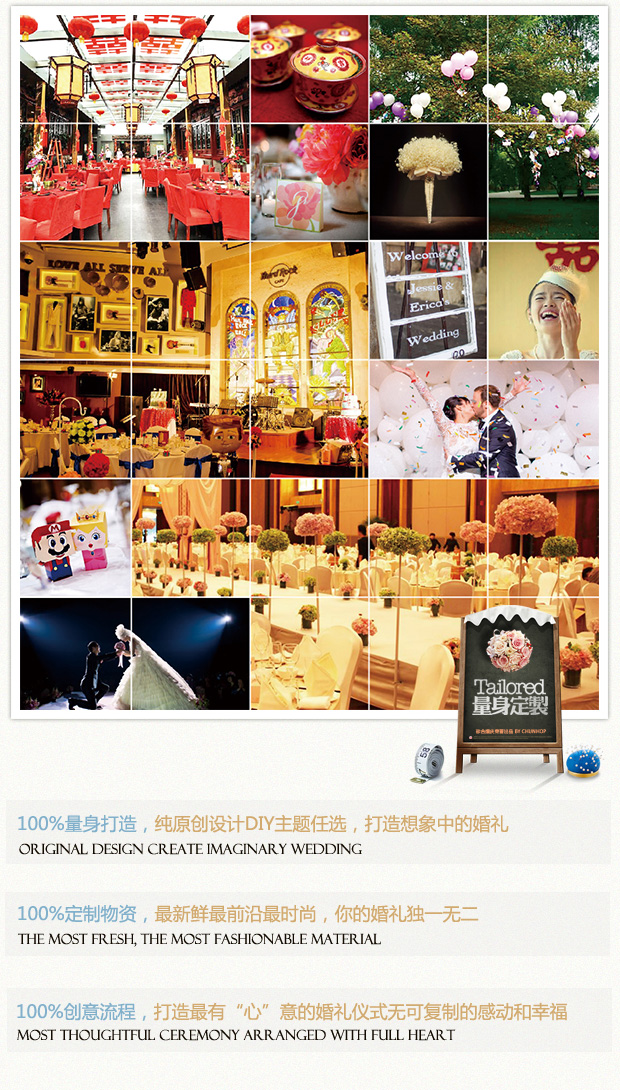 LOVE ALL SERVE ALL
Hard Rock
CAFE
Welcome to
Jessie &
Erica's
Wedding
囍
M
Tailored
量身定製
BY CHUNHOP
58
100%量身打造，纯原创设计DIY主题任选，打造想象中的婚礼
ORIGINAL DESIGN CREATE IMAGINARY WEDDING
100%定制物资，最新鲜最前沿最时尚，你的婚礼独一无二
THE MOST FRESH, THE MOST FASHIONABLE MATERIAL
100%创意流程，打造最有“心”意的婚礼仪式无可复制的感动和幸福
MOST THOUGHTFUL CEREMONY ARRANGED WITH FULL HEART